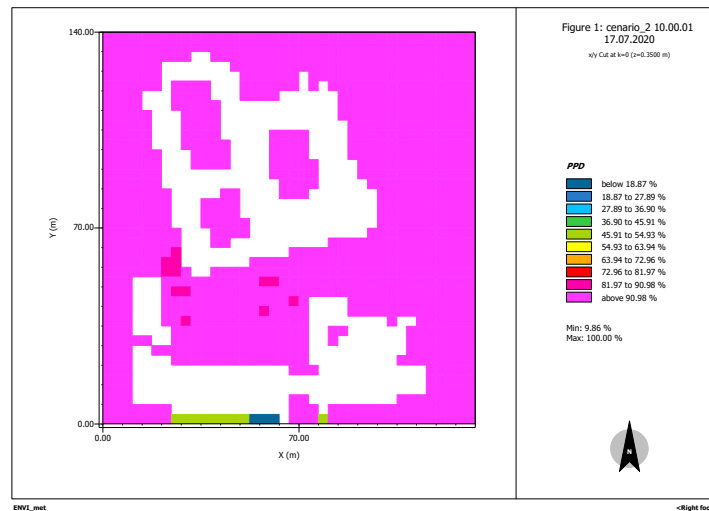 Figure 1: cenario_2 10.00.01
17.07.2020
x/y Cut at k=0 (z=0.3500 m)
140.00
70.00
0.00
Y (m)
0.00
70.00
X (m)
PPD
below 18.87 %
18.87 to 27.89 %
27.89 to 36.90 %
36.90 to 45.91 %
45.91 to 54.93 %
54.93 to 63.94 %
63.94 to 72.96 %
72.96 to 81.97 %
81.97 to 90.98 %
above 90.98 %
Min: 9.86 %
Max: 100.00 %
N
ENVI_met
<Right foo